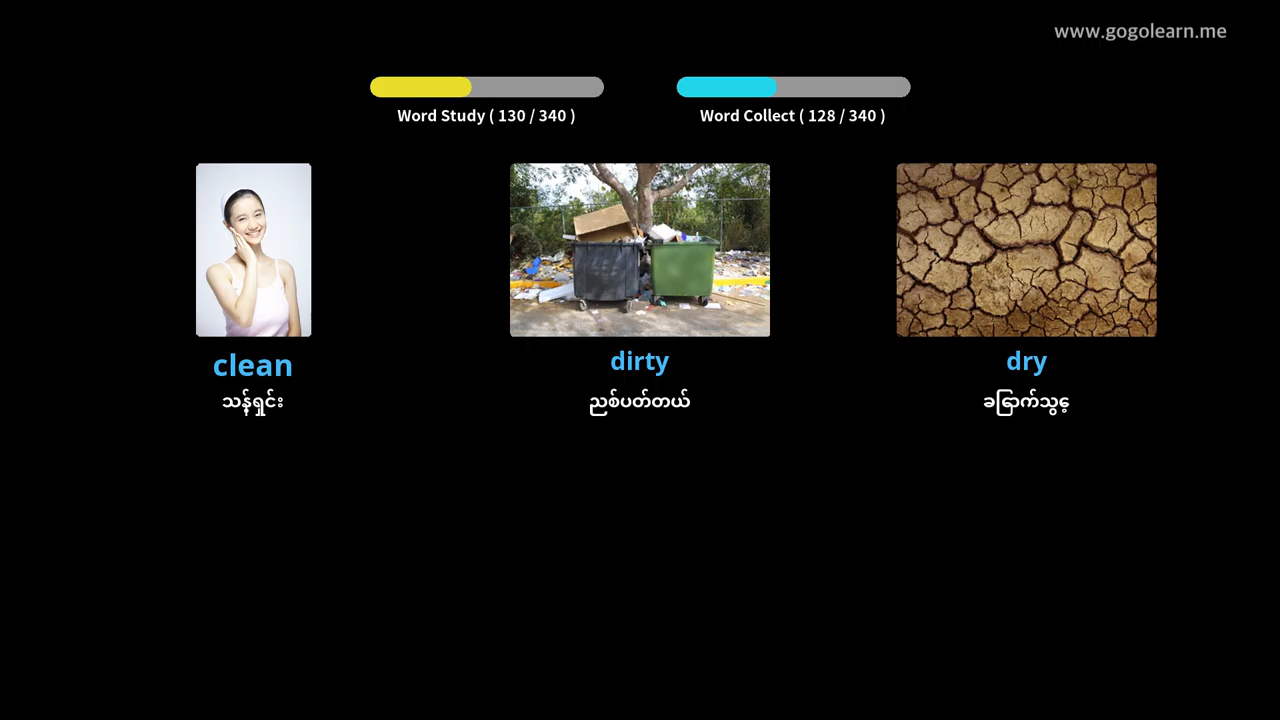 www.gogolearn.me
Word Study ( 130 / 340 )
Word Collect ( 128 / 340 )
clean
dirty
dry
သန့်ရှင်း
ညစ်ပတ်တယ်
ခြောက်သွေ့